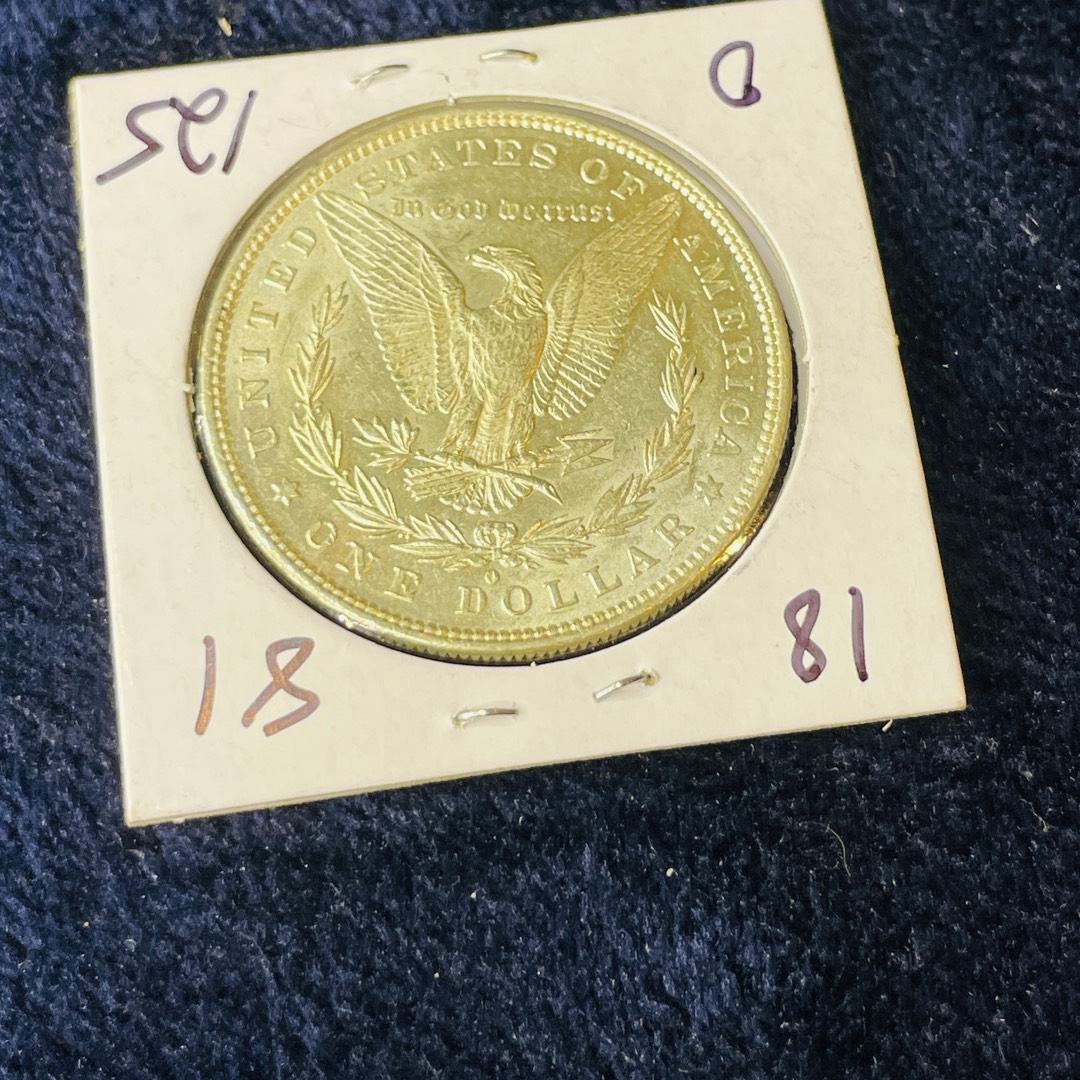 125 O
UNITED STATES OF AMERICA
In God we trust
O
ONE DOLLAR
18 81